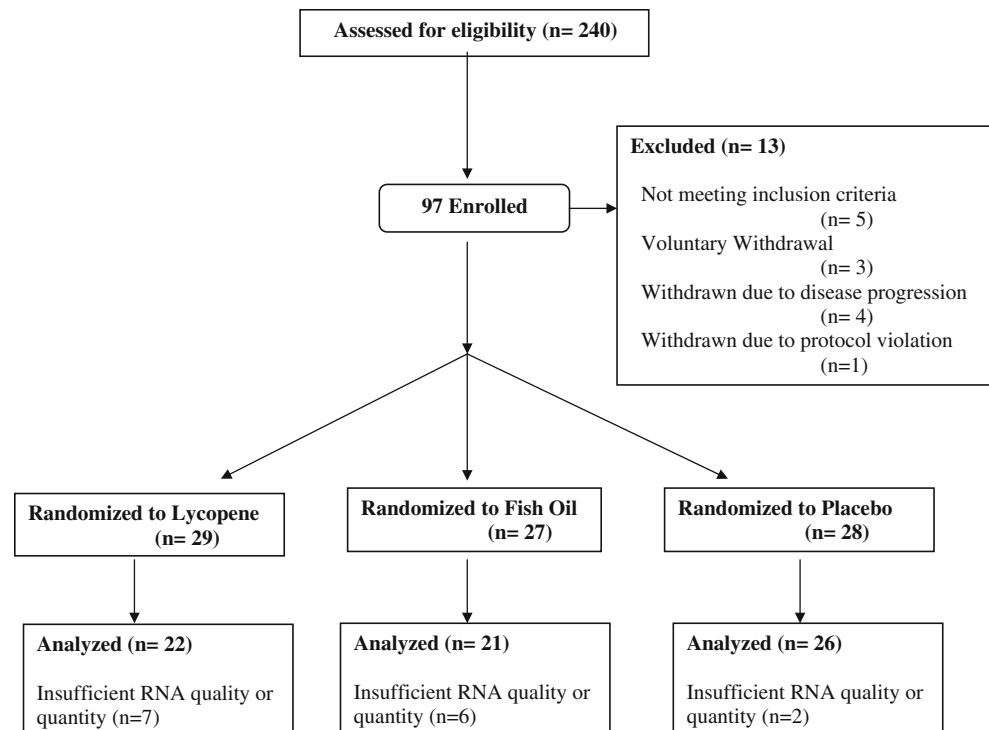 Assessed for eligibility (n= 240)
Excluded (n= 13)
Not meeting inclusion criteria
(n= 5)
Voluntary Withdrawal
(n= 3)
Withdrawn due to disease progression
(n= 4)
Withdrawn due to protocol violation
(n=1)
97 Enrolled
Randomized to Lycopene
(n= 29)
Randomized to Fish Oil
(n= 27)
Randomized to Placebo
(n= 28)
Analyzed (n= 22)
Insufficient RNA quality or
quantity (n=7)
Analyzed (n= 21)
Insufficient RNA quality or
quantity (n=6)
Analyzed (n= 26)
Insufficient RNA quality or
quantity (n=2)